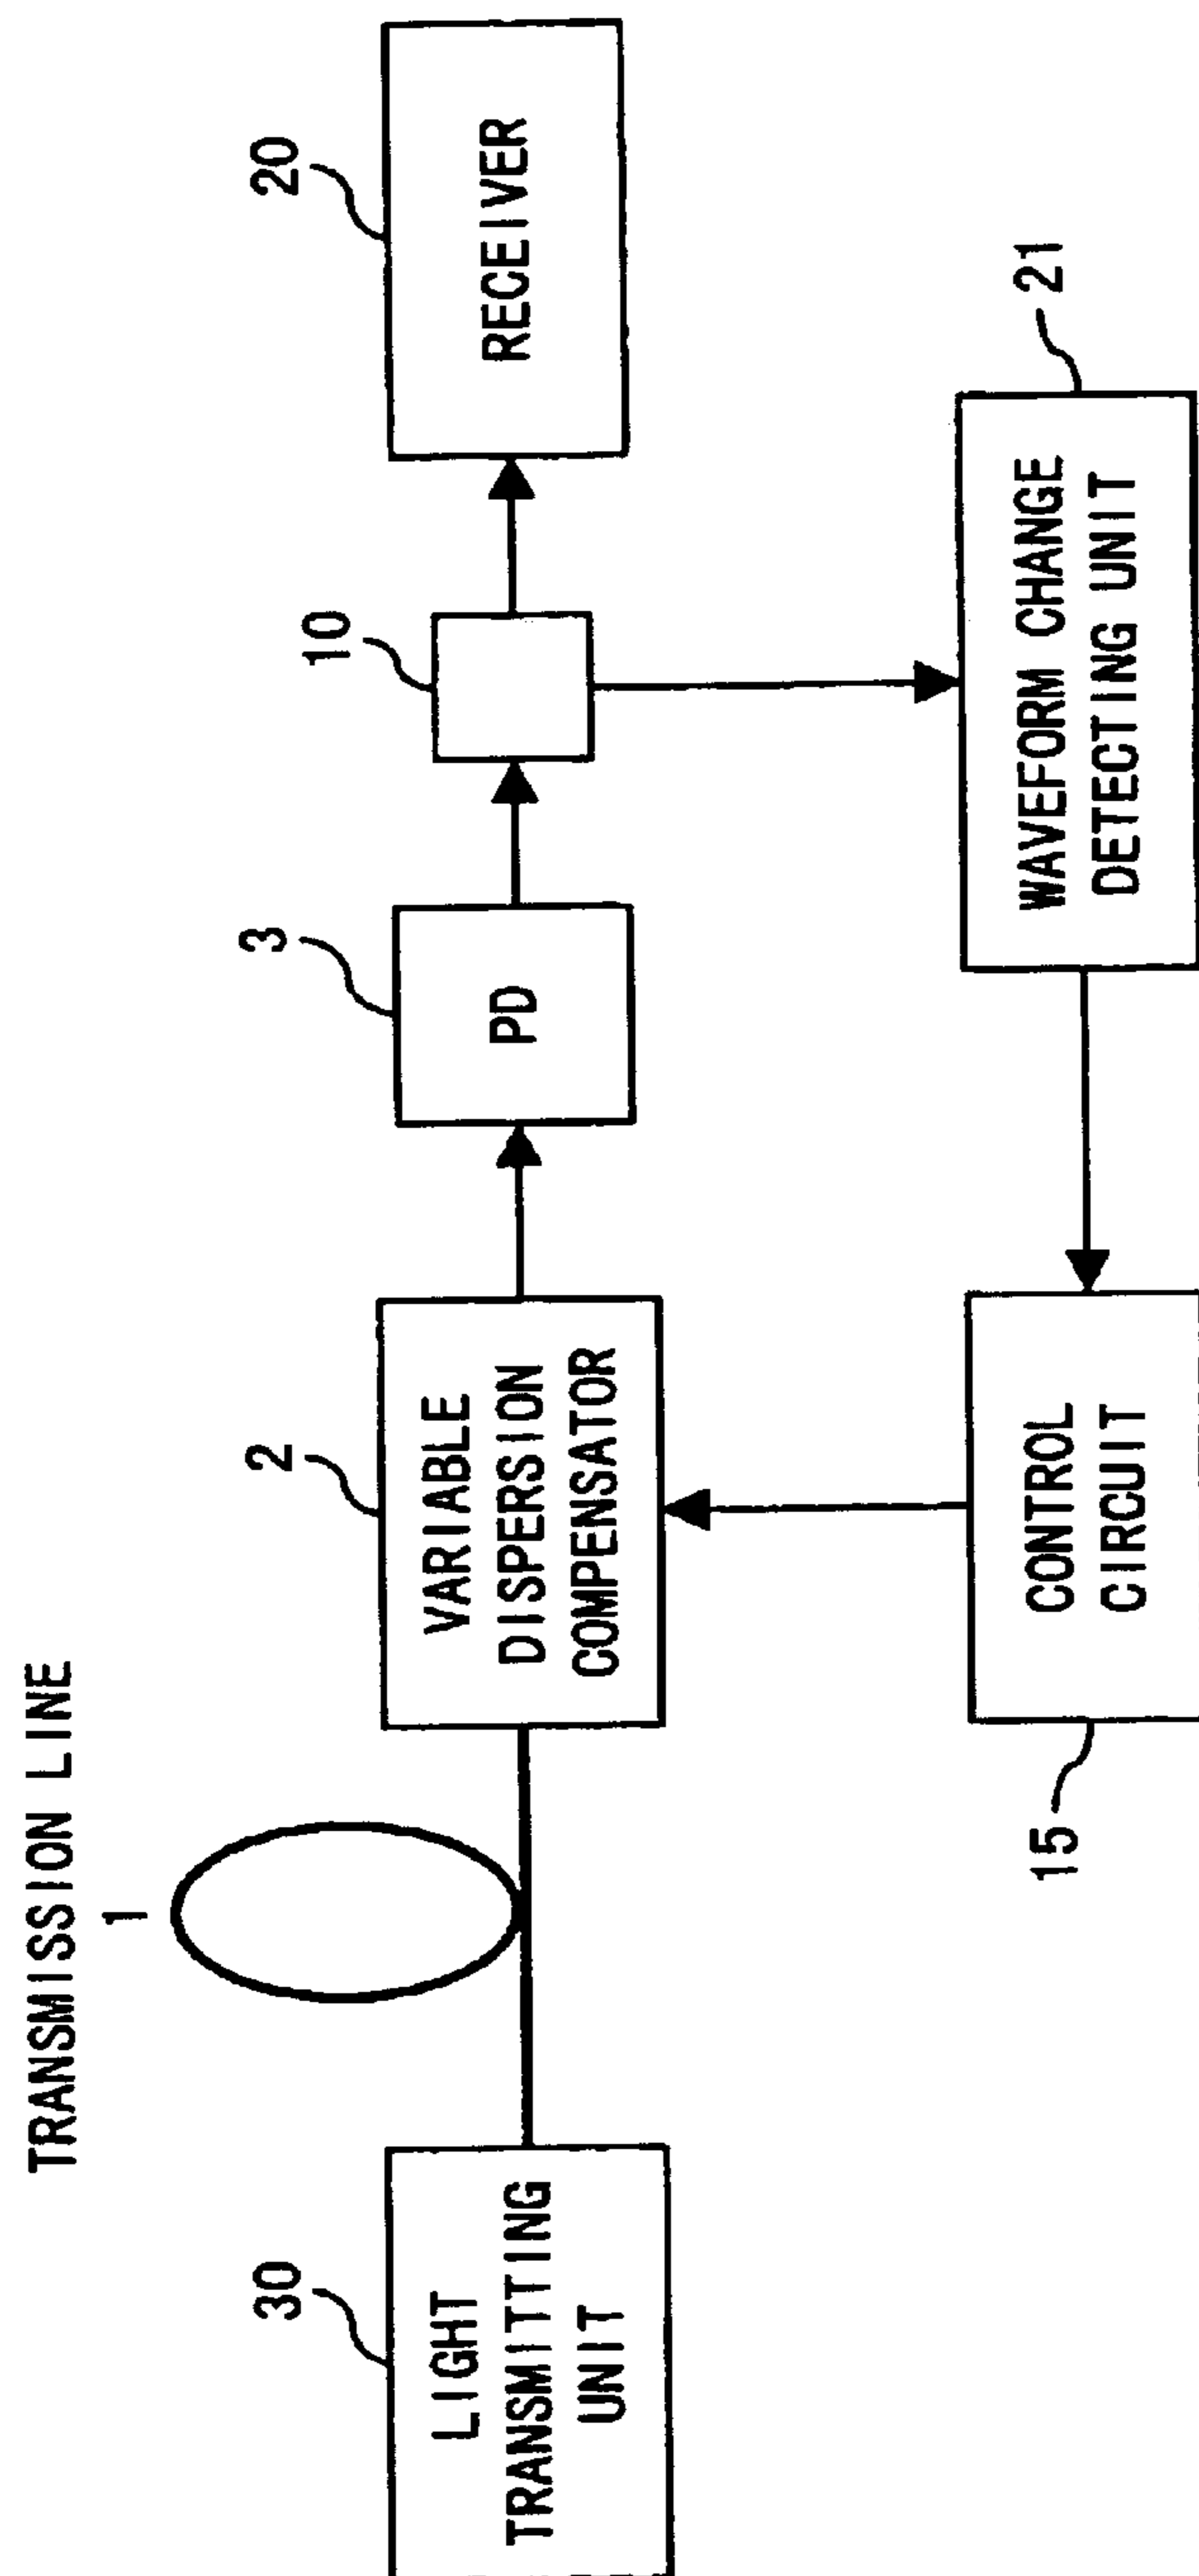 TRANSMISSION LINE
1
30
LIGHT
TRANSMITTING
UNIT
2
VARIABLE
DISPERSION
COMPENSATOR
3
PD
10
20
RECEIVER
15
CONTROL
CIRCUIT
21
WAVEFORM CHANGE
DETECTING UNIT